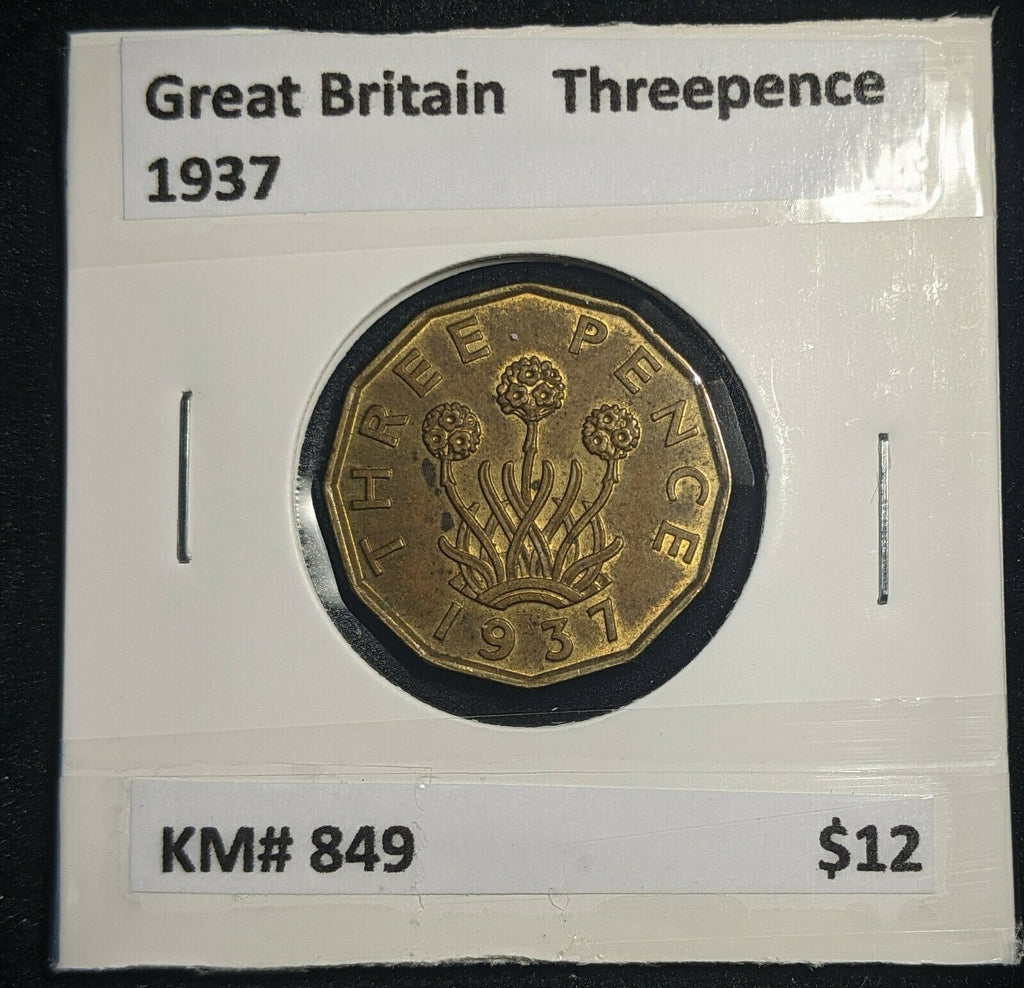 Great Britain Threepence
1937
THREE PENCE
1937
KM# 849 $12